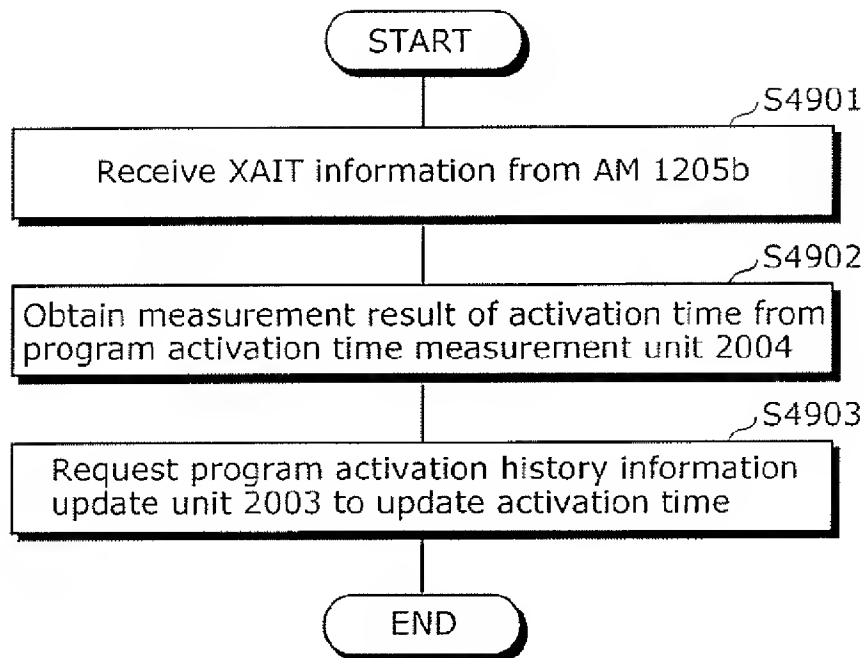 START
S4901
Receive XAIT information from AM 1205b
S4902
Obtain measurement result of activation time from
program activation time measurement unit 2004
S4903
Request program activation history information
update unit 2003 to update activation time
END